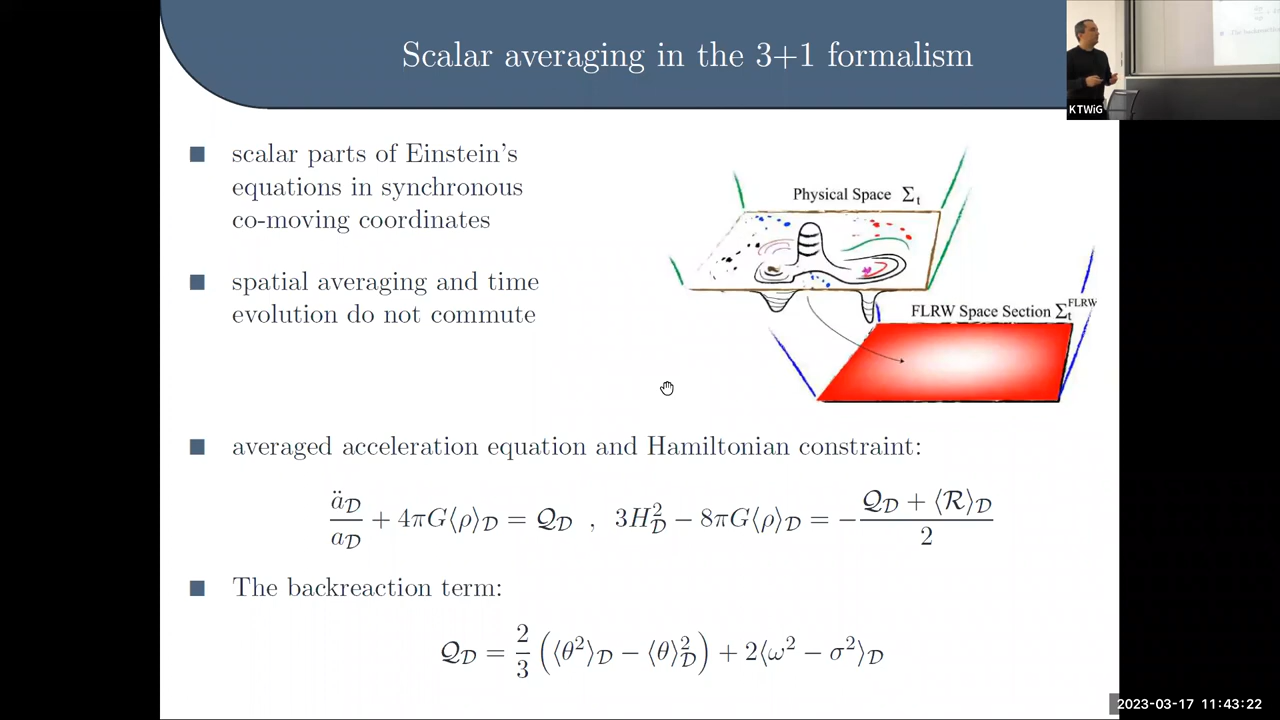 Scalar averaging in the 3+1 formalism
KTWiG
■ scalar parts of Einstein's
equations in synchronous
co-moving coordinates
■ spatial averaging and time
evolution do not commute
Physical Space Σ_t
FLRW Space Section Σ_t^FLRW
■ averaged acceleration equation and Hamiltonian constraint:
ä_𝒟/a_𝒟 + 4πG⟨ρ⟩_𝒟 = 𝒬_𝒟 , 3H_𝒟^2 − 8πG⟨ρ⟩_𝒟 = −(𝒬_𝒟 + ⟨ℛ⟩_𝒟)/2
■ The backreaction term:
𝒬_𝒟 = 2/3 (⟨θ^2⟩_𝒟 − ⟨θ⟩_𝒟^2) + 2⟨ω^2 − σ^2⟩_𝒟
2023-03-17 11:43:22